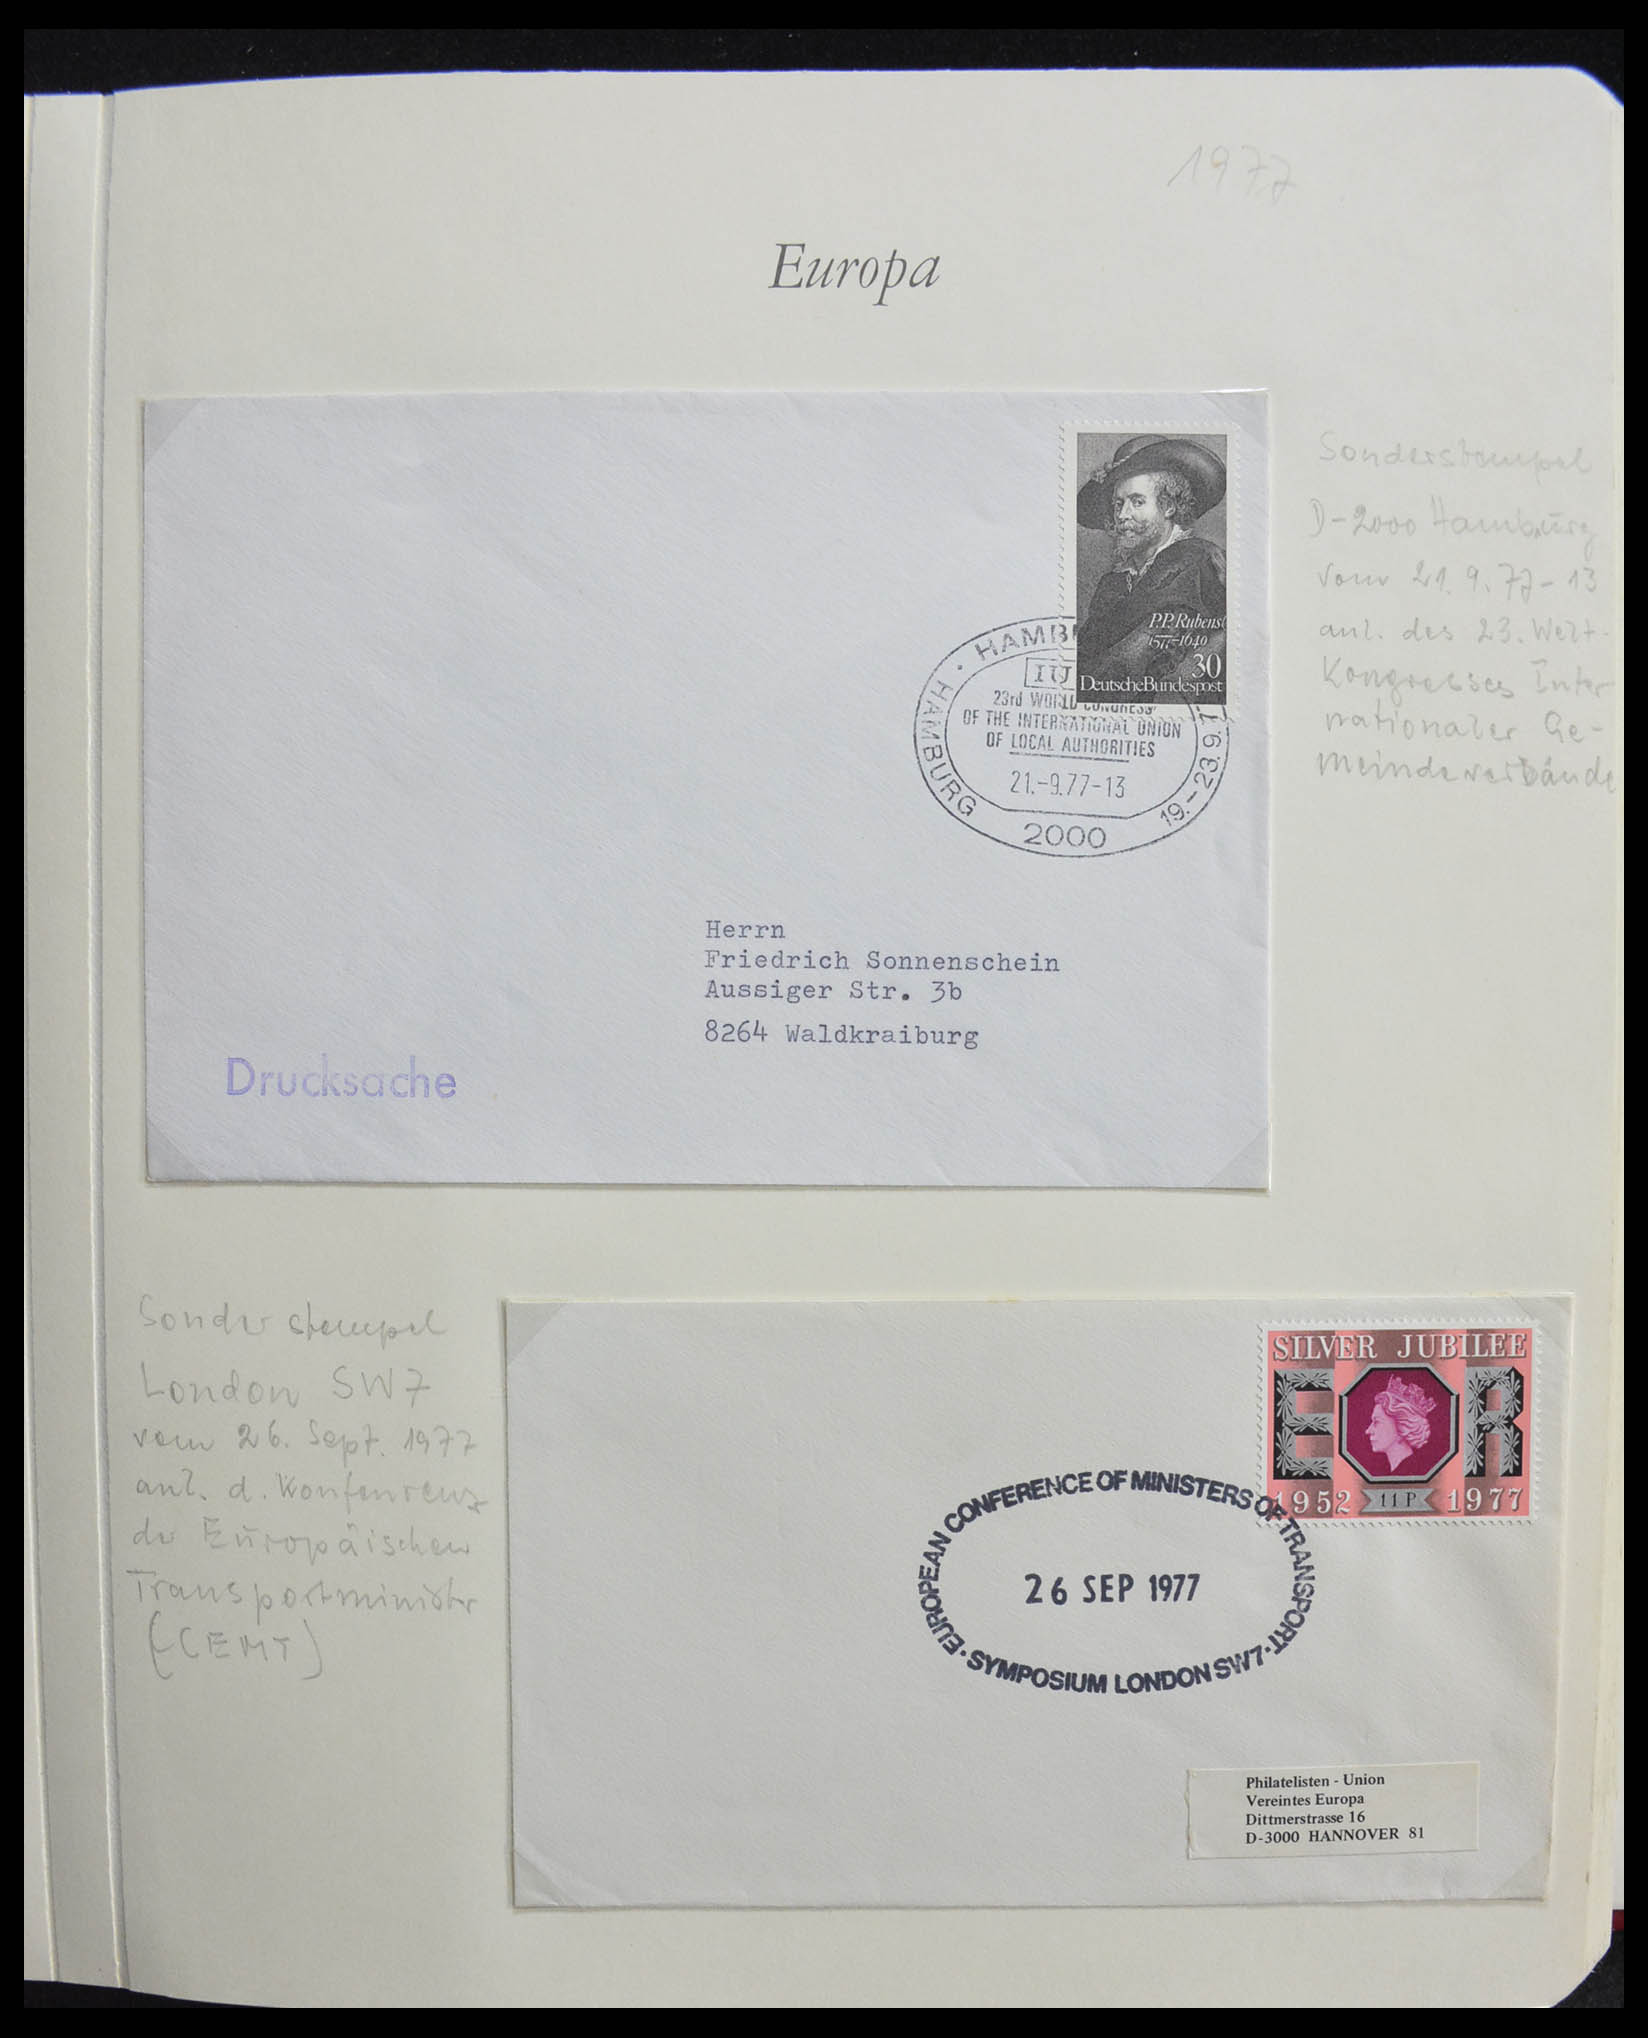 1977
Europa
P.P. Rubens
1577-1640
30
Deutsche Bundespost
HAMBURG
23rd WORLD CONGRESS
OF THE INTERNATIONAL UNION
OF LOCAL AUTHORITIES
21.-9.77-13
19.-23.9.7
2000
Sonderstempel
D-2000 Hamburg
vom 21.9.77-13
anl. des 23. Welt-
Kongresses Inter
nationaler Ge-
meindeverbände
Herrn
Friedrich Sonnenschein
Aussiger Str. 3b
8264 Waldkraiburg
Drucksache
Sonderstempel
London SW7
vom 26. Sept. 1977
anl. d. Konferenz
der Europäischen
Transportminister
(CEMT)
SILVER JUBILEE
E R
1952 11P 1977
EUROPEAN CONFERENCE OF MINISTERS OF TRANSPORT·
26 SEP 1977
·SYMPOSIUM LONDON SW7·
Philatelisten - Union
Vereintes Europa
Dittmerstrasse 16
D-3000 HANNOVER 81